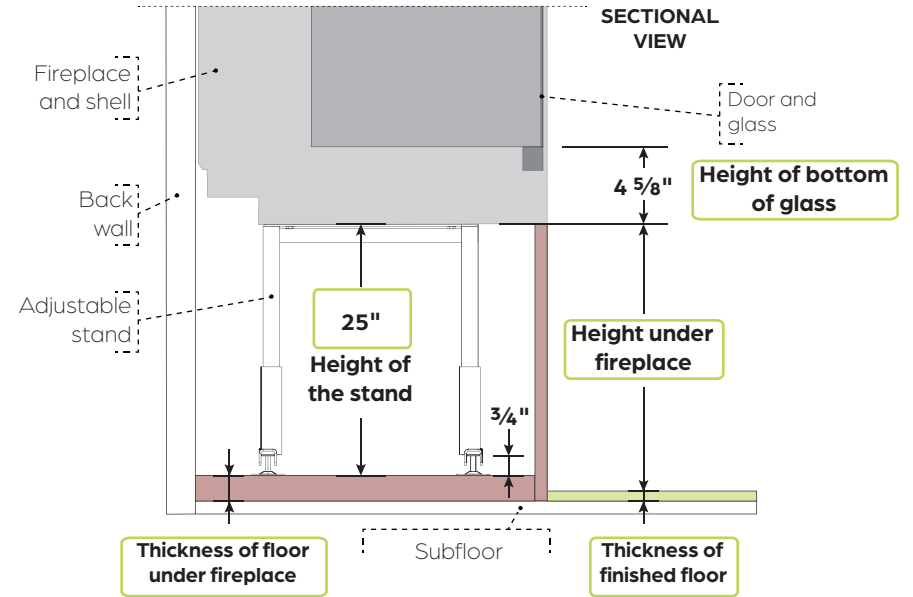 SECTIONAL
VIEW
Fireplace
and shell
Door and
glass
4 5/8"
Height of bottom
of glass
Back
wall
Adjustable
stand
25"
Height of
the stand
Height under
fireplace
3/4"
Thickness of floor
under fireplace
Subfloor
Thickness of
finished floor